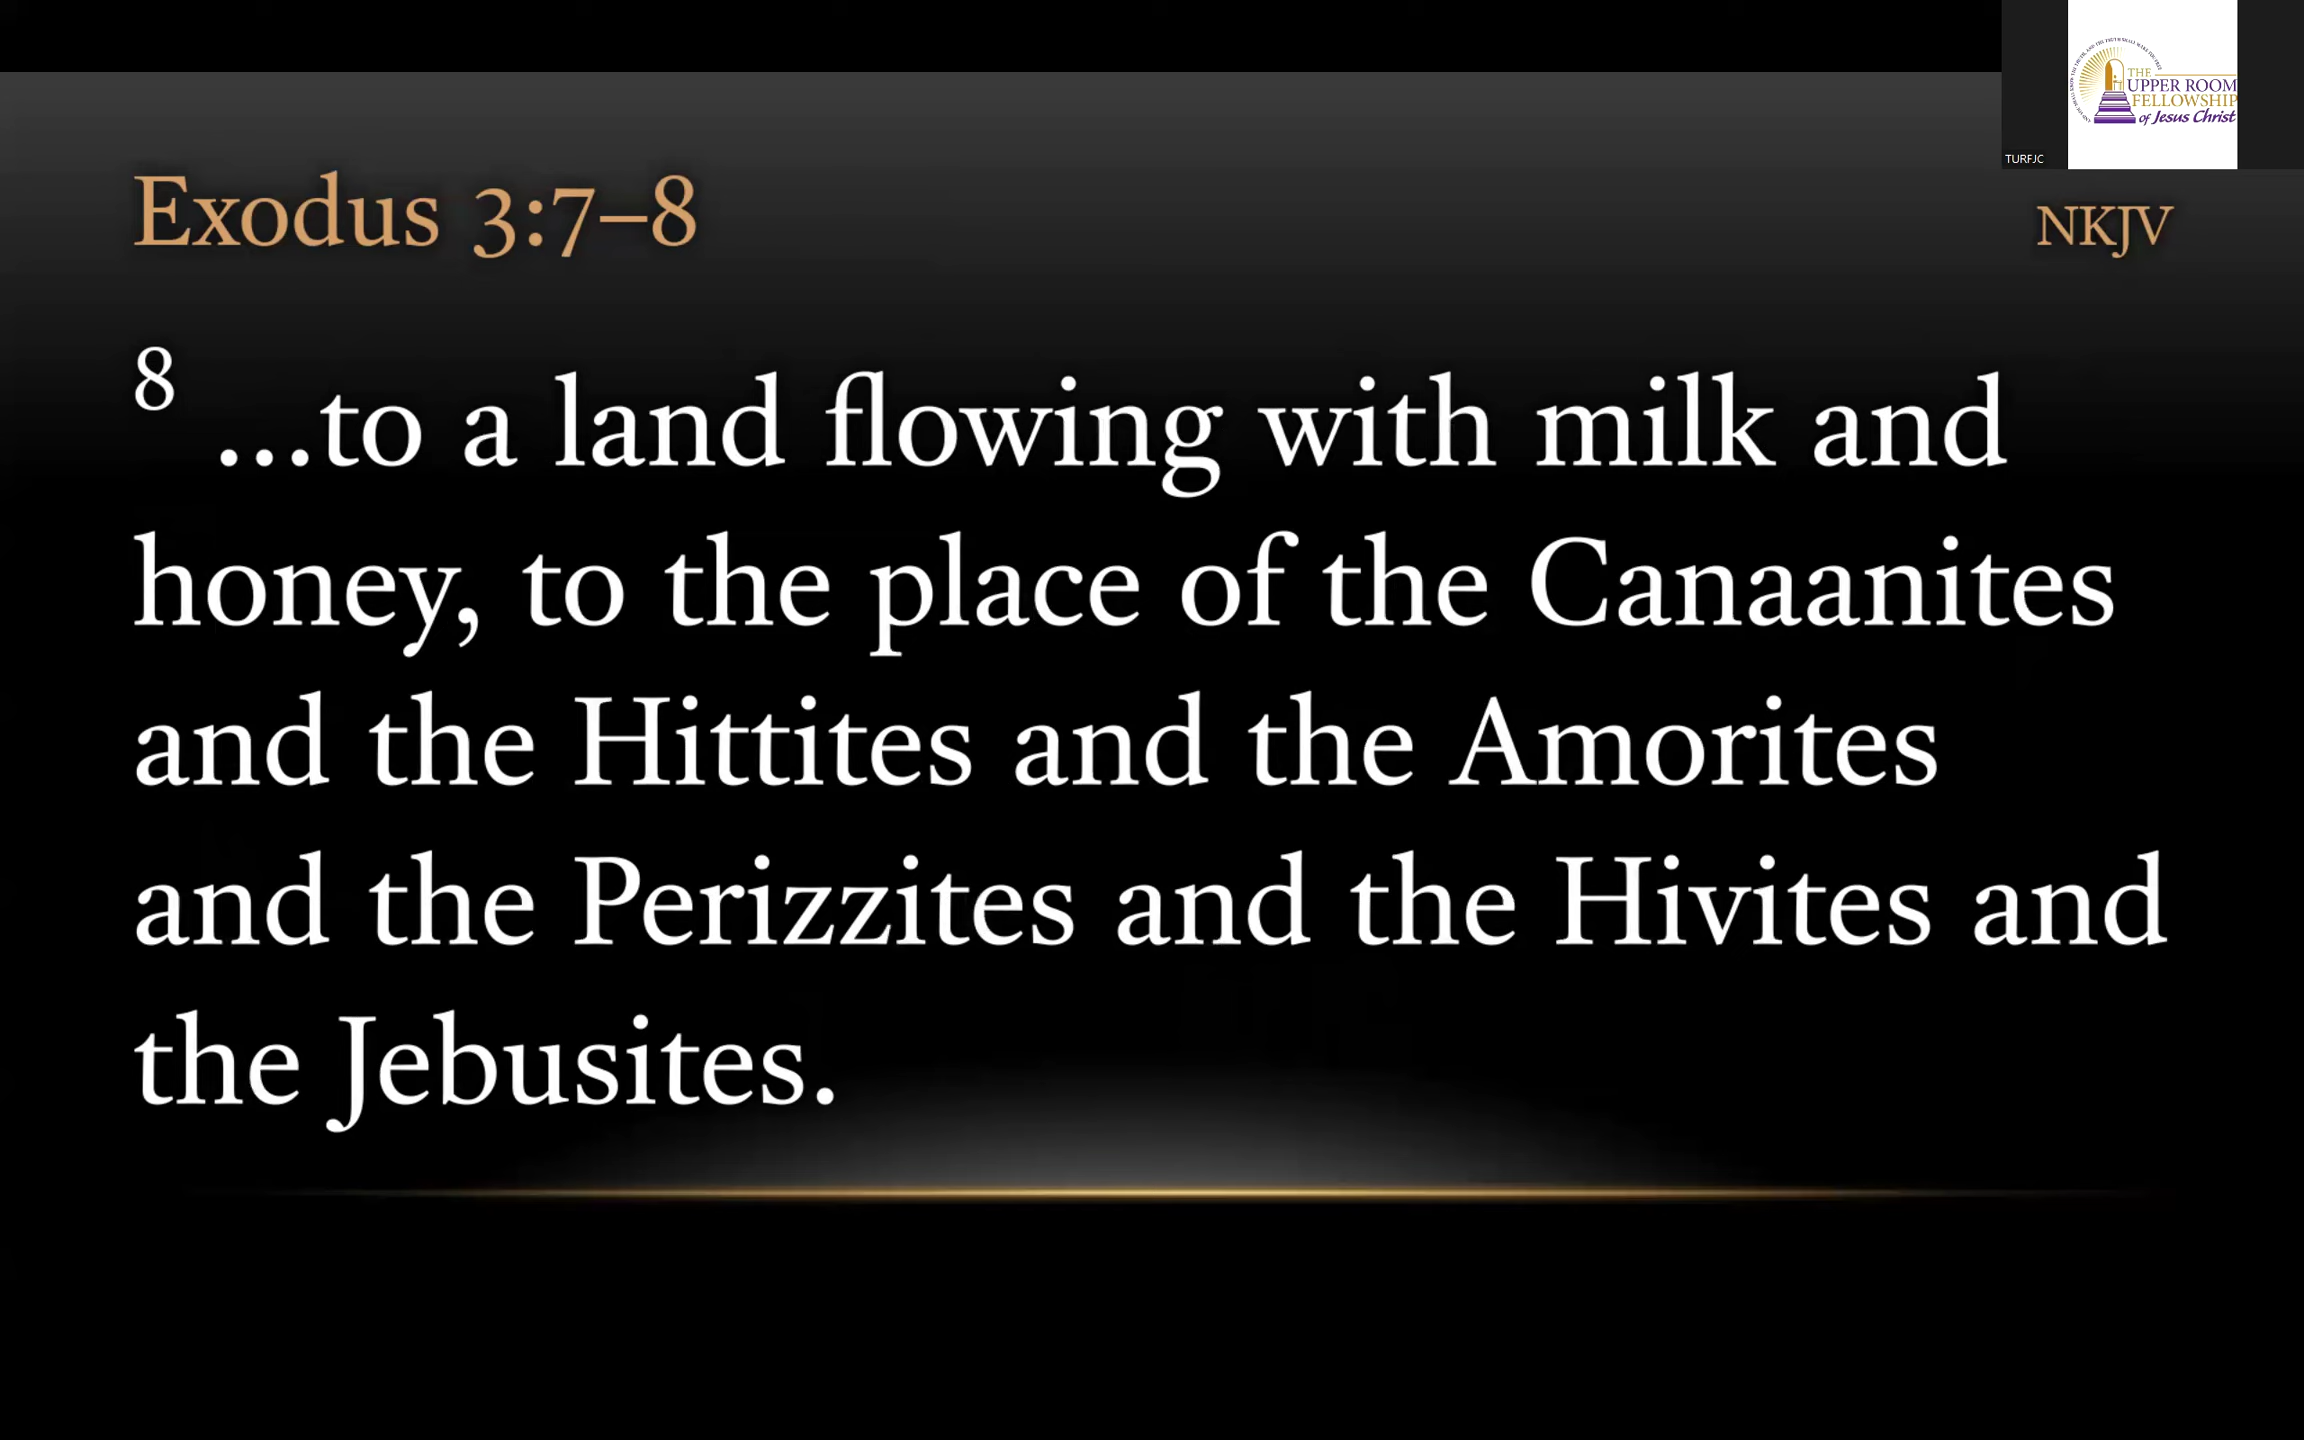 Exodus 3:7–8
NKJV
8 ...to a land flowing with milk and
honey, to the place of the Canaanites
and the Hittites and the Amorites
and the Perizzites and the Hivites and
the Jebusites.
THE
UPPER ROOM
FELLOWSHIP
of Jesus Christ
TURFJC